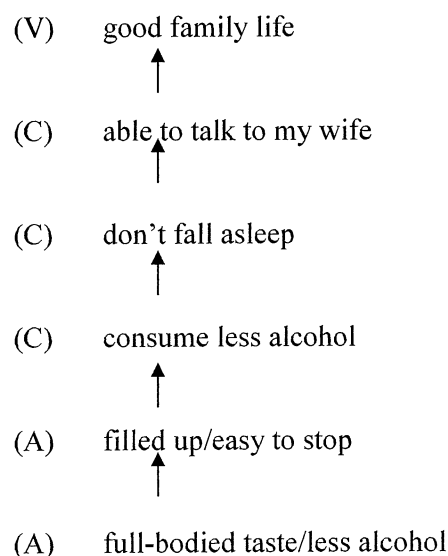 (V) good family life
(C) able to talk to my wife
(C) don't fall asleep
(C) consume less alcohol
(A) filled up/easy to stop
(A) full-bodied taste/less alcohol